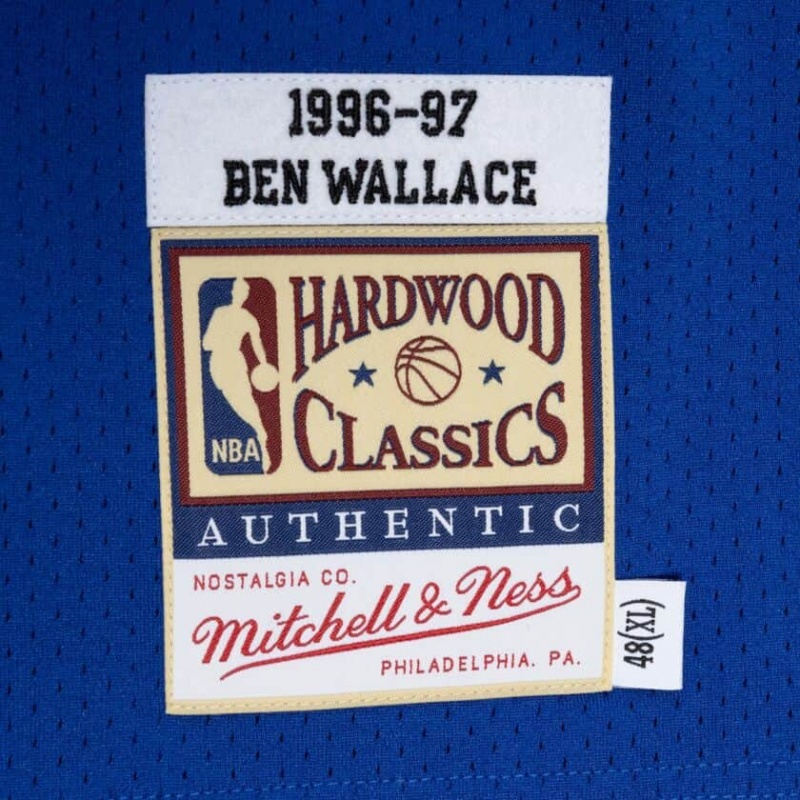 1996-97
BEN WALLACE
HARDWOOD
CLASSICS
NBA
AUTHENTIC
NOSTALGIA CO.
Mitchell & Ness
PHILADELPHIA. PA.
48(XL)